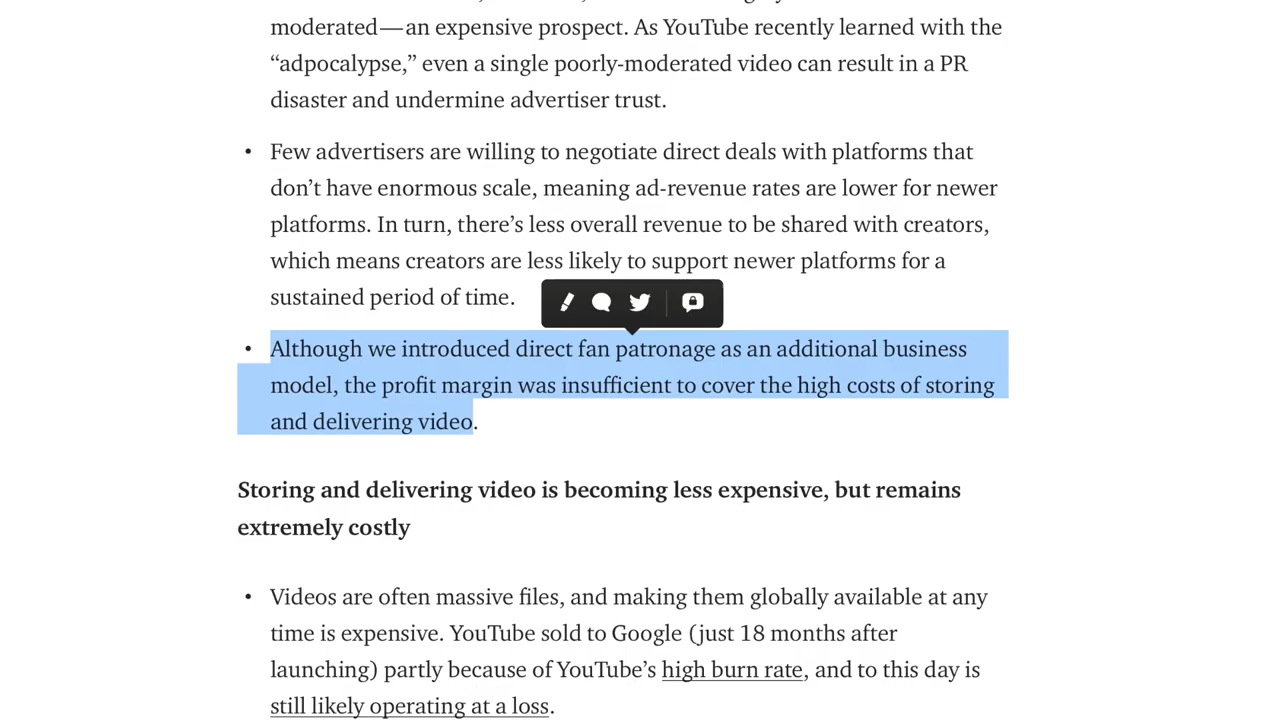 moderated—an expensive prospect. As YouTube recently learned with the
“adpocalypse,” even a single poorly-moderated video can result in a PR
disaster and undermine advertiser trust.
• Few advertisers are willing to negotiate direct deals with platforms that
don’t have enormous scale, meaning ad-revenue rates are lower for newer
platforms. In turn, there’s less overall revenue to be shared with creators,
which means creators are less likely to support newer platforms for a
sustained period of time.
• Although we introduced direct fan patronage as an additional business
model, the profit margin was insufficient to cover the high costs of storing
and delivering video.
Storing and delivering video is becoming less expensive, but remains
extremely costly
• Videos are often massive files, and making them globally available at any
time is expensive. YouTube sold to Google (just 18 months after
launching) partly because of YouTube’s high burn rate, and to this day is
still likely operating at a loss.